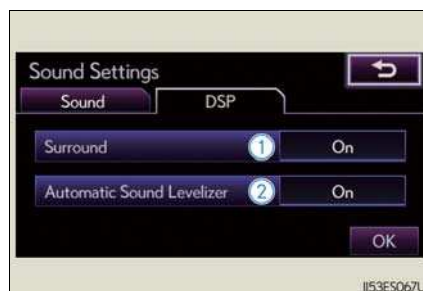 Sound Settings
Sound DSP
Surround 1 On
Automatic Sound Levelizer 2 On
OK
II53ES067L